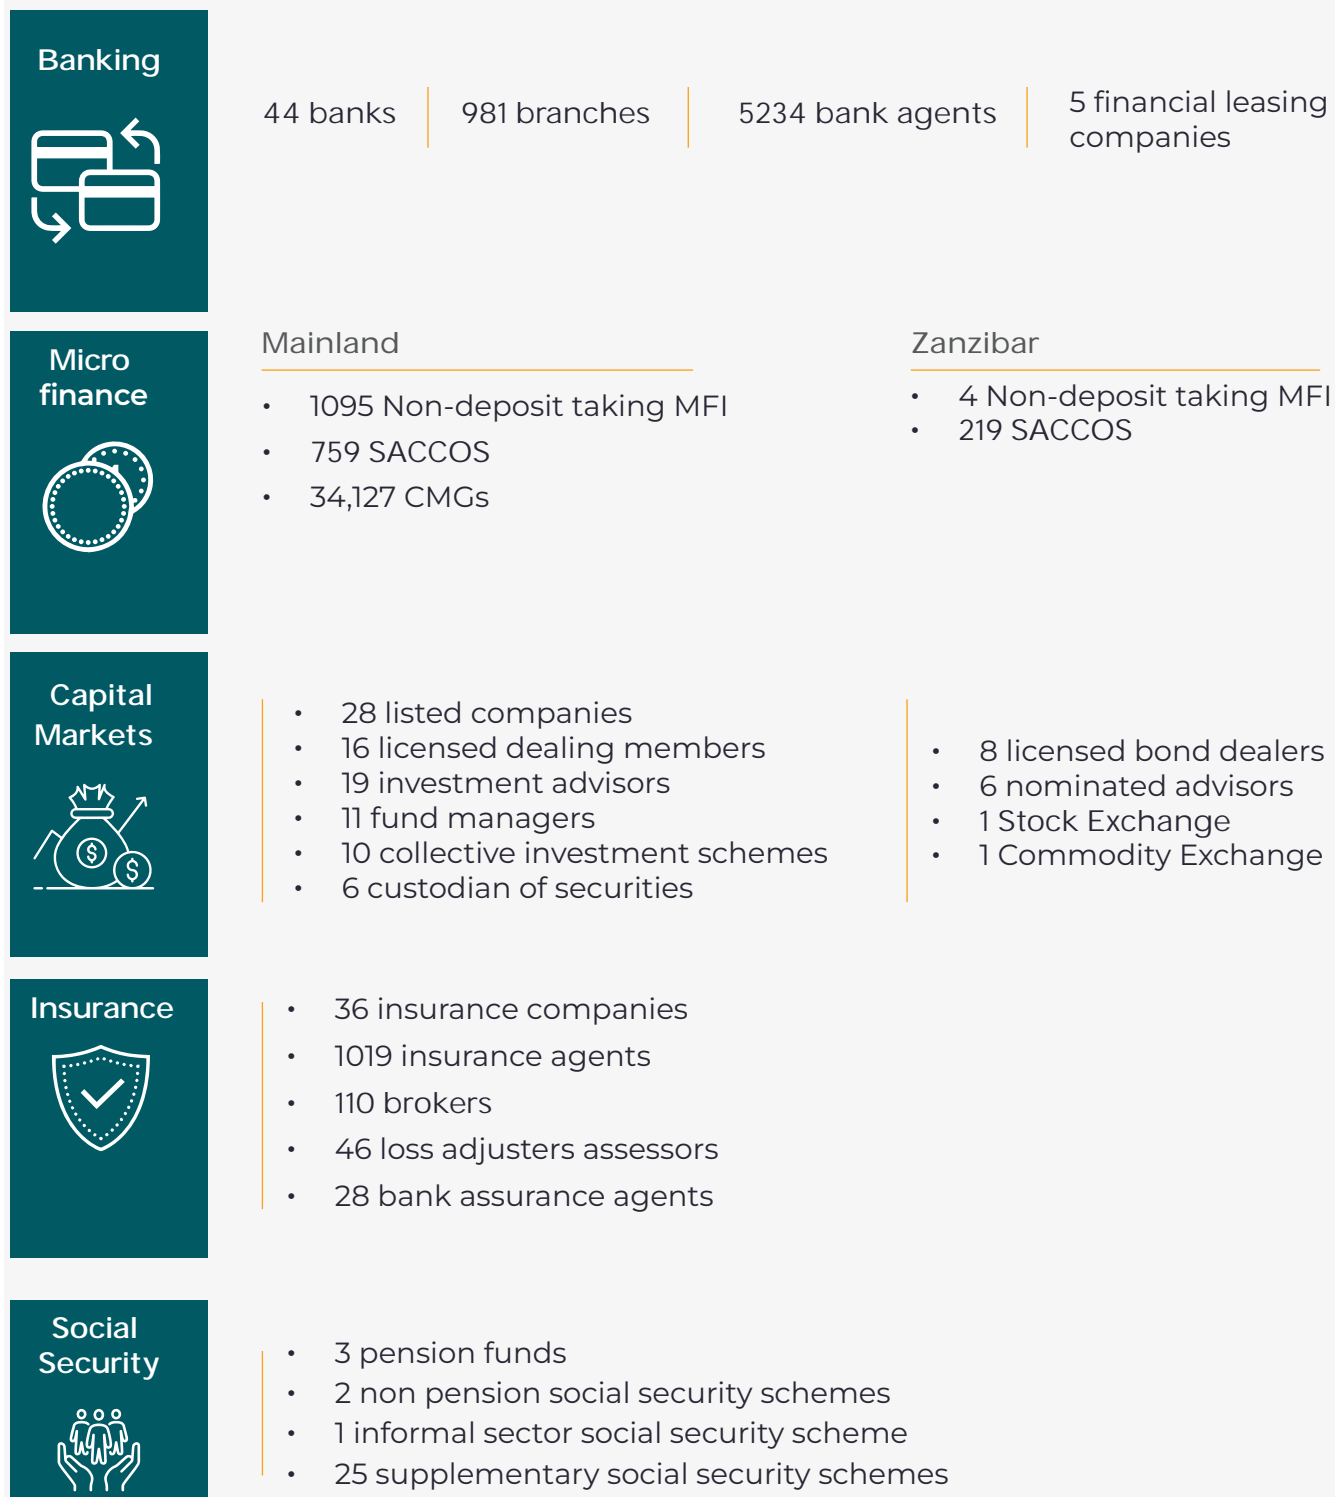 Banking
44 banks
981 branches
5234 bank agents
5 financial leasing
companies
Micro
finance
Mainland
• 1095 Non-deposit taking MFI
• 759 SACCOS
• 34,127 CMGs
Zanzibar
• 4 Non-deposit taking MFI
• 219 SACCOS
Capital
Markets
• 28 listed companies
• 16 licensed dealing members
• 19 investment advisors
• 11 fund managers
• 10 collective investment schemes
• 6 custodian of securities
• 8 licensed bond dealers
• 6 nominated advisors
• 1 Stock Exchange
• 1 Commodity Exchange
Insurance
• 36 insurance companies
• 1019 insurance agents
• 110 brokers
• 46 loss adjusters assessors
• 28 bank assurance agents
Social
Security
• 3 pension funds
• 2 non pension social security schemes
• 1 informal sector social security scheme
• 25 supplementary social security schemes